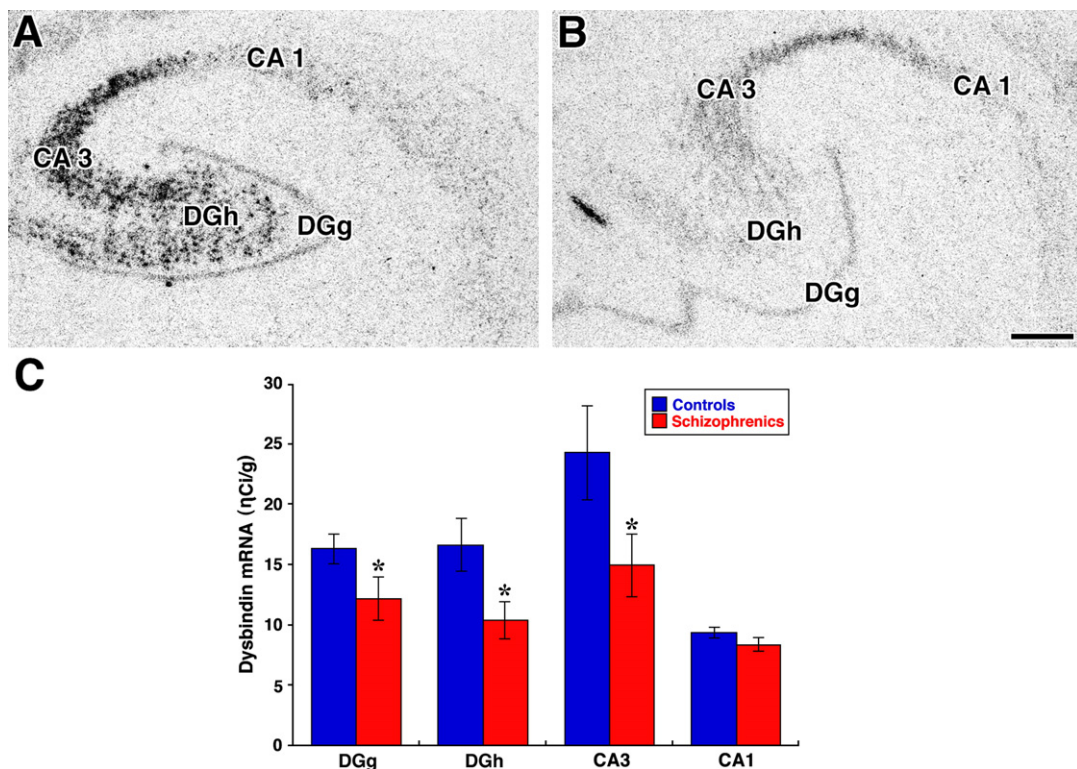 A
CA 1
CA 3
DGh
DGg
B
CA 3
CA 1
DGh
DGg
C
Dysbindin mRNA (ηCi/g)
30
25
20
15
10
5
0
Controls
Schizophrenics
*
*
*
DGg
DGh
CA3
CA1